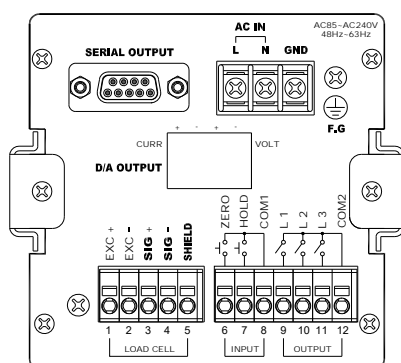 AC IN
AC85~AC240V
48Hz~63Hz
SERIAL OUTPUT
L N GND
F.G
+ - + -
CURR VOLT
D/A OUTPUT
EXC +
EXC -
SIG +
SIG -
SHIELD
ZERO
HOLD
COM1
L 1
L 2
L 3
COM2
1 2 3 4 5 6 7 8 9 10 11 12
LOAD CELL INPUT OUTPUT